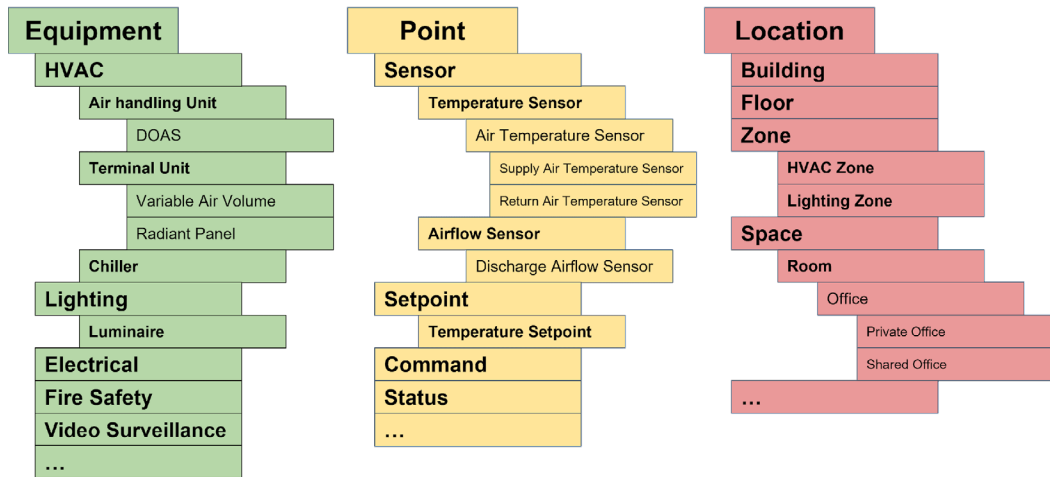 Equipment
HVAC
Air handling Unit
DOAS
Terminal Unit
Variable Air Volume
Radiant Panel
Chiller
Lighting
Luminaire
Electrical
Fire Safety
Video Surveillance
...
Point
Sensor
Temperature Sensor
Air Temperature Sensor
Supply Air Temperature Sensor
Return Air Temperature Sensor
Airflow Sensor
Discharge Airflow Sensor
Setpoint
Temperature Setpoint
Command
Status
...
Location
Building
Floor
Zone
HVAC Zone
Lighting Zone
Space
Room
Office
Private Office
Shared Office
...